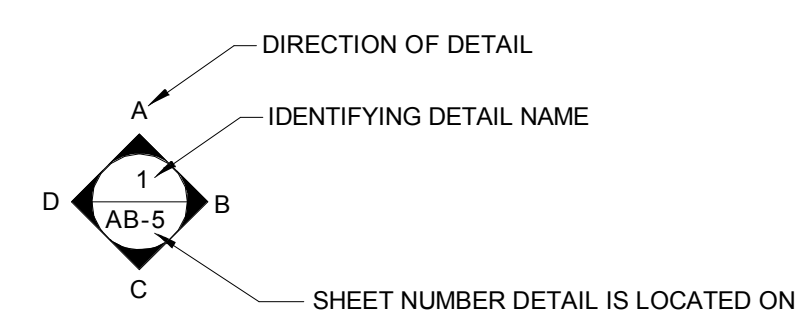 DIRECTION OF DETAIL
A
IDENTIFYING DETAIL NAME
1
D
B
AB-5
C
SHEET NUMBER DETAIL IS LOCATED ON